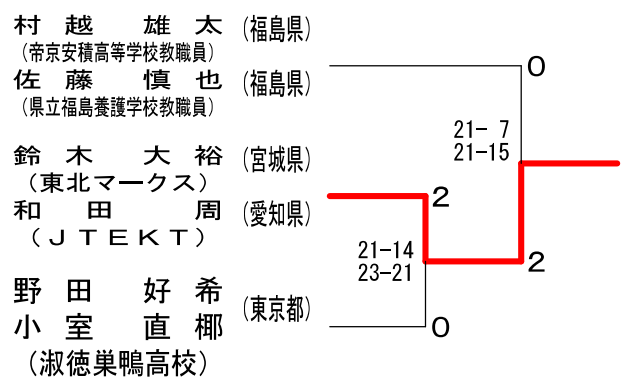 村越 雄太 (福島県)
(帝京安積高等学校教職員)
佐藤 慎也 (福島県)
(県立福島養護学校教職員)
0
21- 7
21-15
鈴木 大裕 (宮城県)
(東北マークス)
和田 周 (愛知県)
(JTEKT)
2
21-14
23-21
2
野田 好希
小室 直椰
(東京都)
(淑徳巣鴨高校)
0